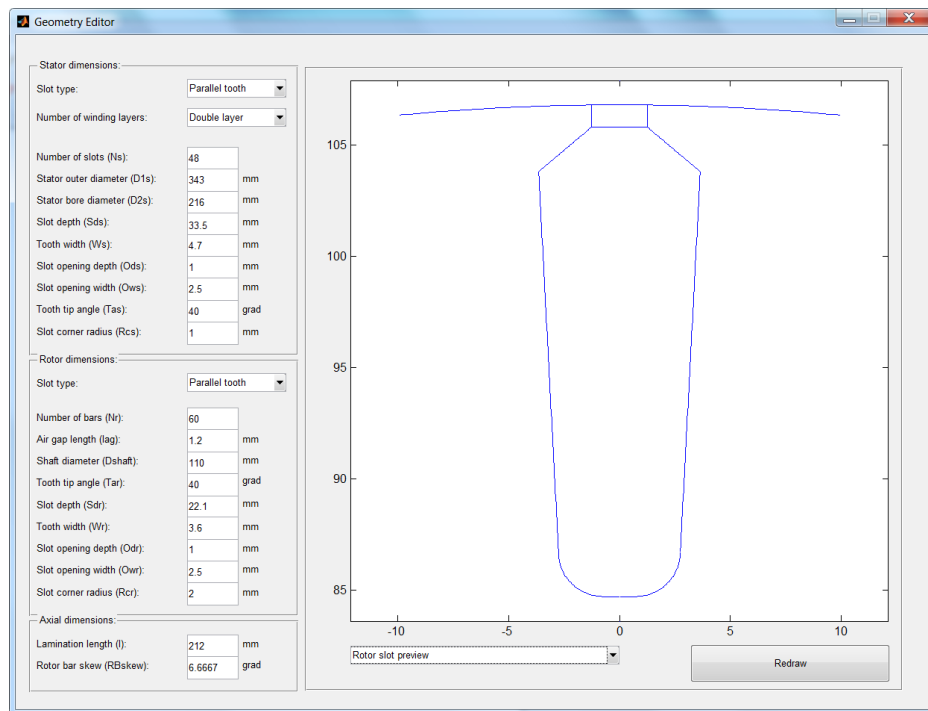 Geometry Editor
Stator dimensions:
Slot type: Parallel tooth
Number of winding layers: Double layer
Number of slots (Ns): 48
Stator outer diameter (D1s): 343 mm
Stator bore diameter (D2s): 216 mm
Slot depth (Sds): 33.5 mm
Tooth width (Ws): 4.7 mm
Slot opening depth (Ods): 1 mm
Slot opening width (Ows): 2.5 mm
Tooth tip angle (Tas): 40 grad
Slot corner radius (Rcs): 1 mm
Rotor dimensions:
Slot type: Parallel tooth
Number of bars (Nr): 60
Air gap length (lag): 1.2 mm
Shaft diameter (Dshaft): 110 mm
Tooth tip angle (Tar): 40 grad
Slot depth (Sdr): 22.1 mm
Tooth width (Wr): 3.6 mm
Slot opening depth (Odr): 1 mm
Slot opening width (Owr): 2.5 mm
Slot corner radius (Rcr): 2 mm
Axial dimensions:
Lamination length (l): 212 mm
Rotor bar skew (RBskew): 6.6667 grad
105
100
95
90
85
-10 -5 0 5 10
Rotor slot preview
Redraw